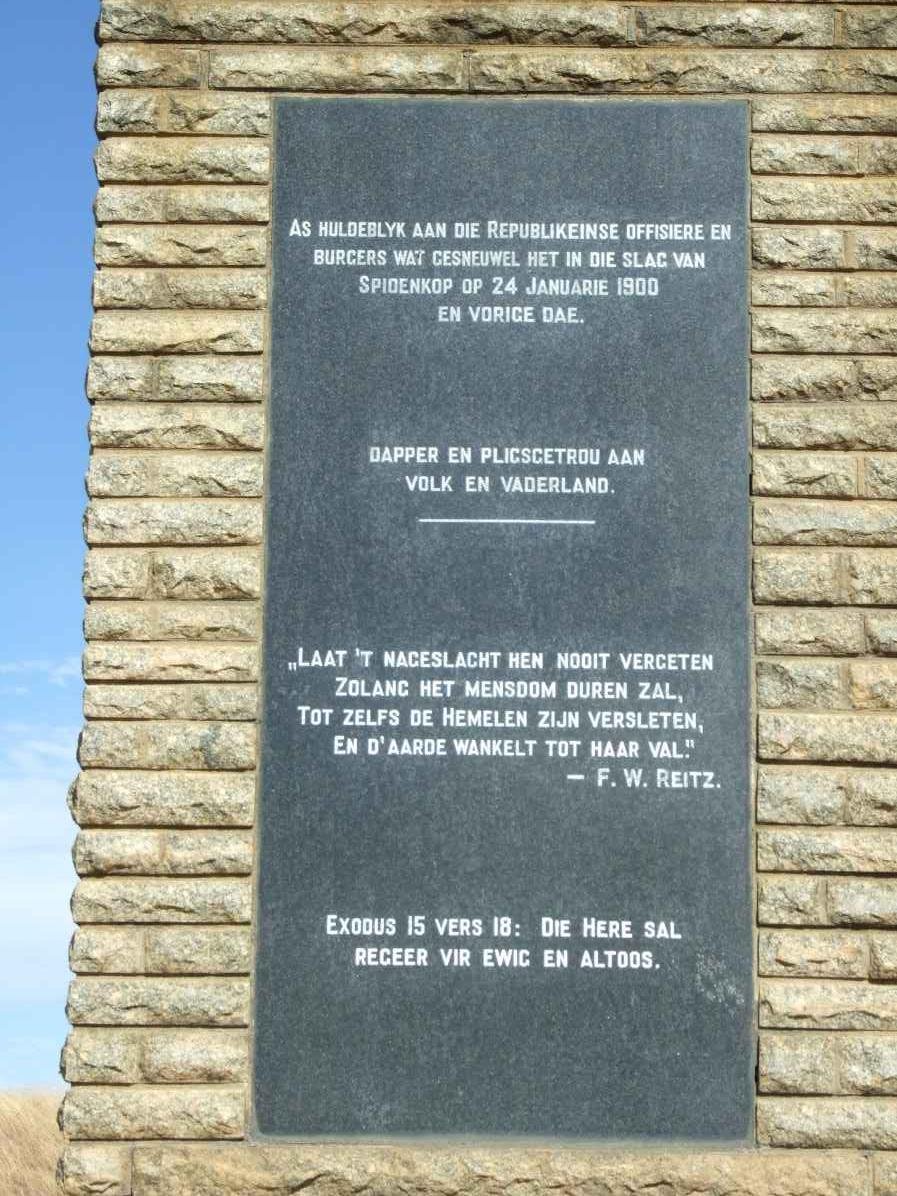 As huldeblyk aan die Republikeinse offisiere en
burgers wat gesneuwel het in die slag van
Spioenkop op 24 Januarie 1900
en vorige dae.
Dapper en pligsgetrou aan
volk en vaderland.
„Laat 't nageslacht hen nooit vergeten
Zolang het mensdom duren zal,
Tot zelfs de Hemelen zijn versleten,
En d'aarde wankelt tot haar val."
— F. W. Reitz.
Exodus 15 vers 18: Die Here sal
regeer vir ewig en altoos.